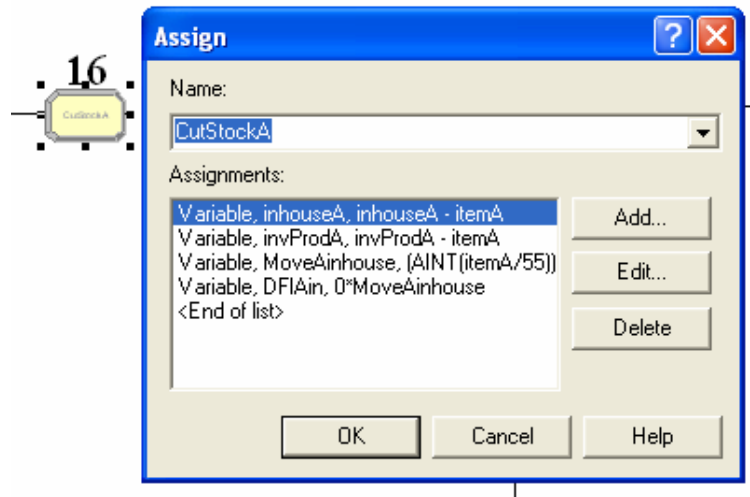 16
CutStockA
Assign
Name:
CutStockA
Assignments:
Variable, inhouseA, inhouseA - itemA
Variable, invProdA, invProdA - itemA
Variable, MoveAinhouse, (AINT(itemA/55))
Variable, DFIAin, 0*MoveAinhouse
<End of list>
Add...
Edit...
Delete
OK
Cancel
Help